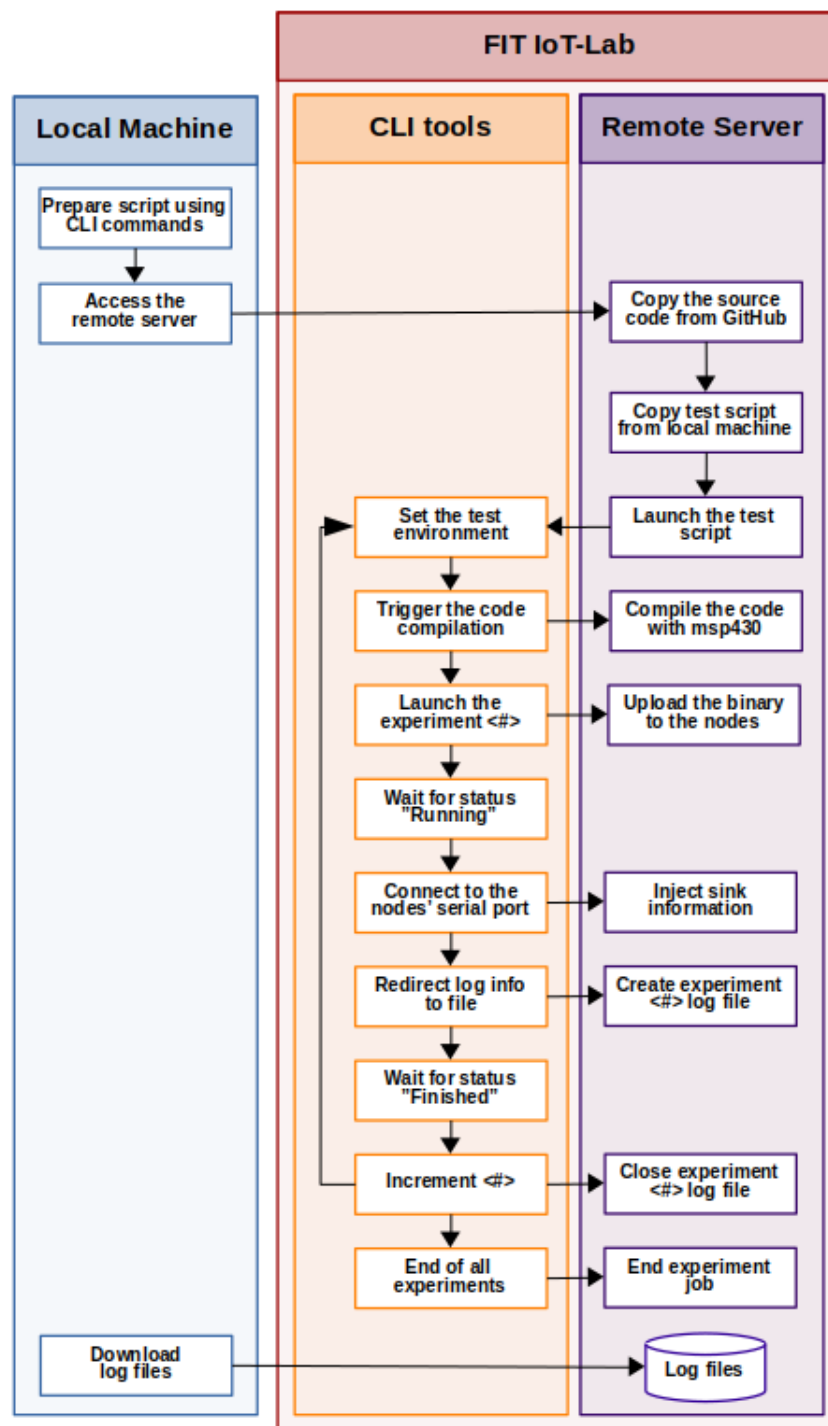 FIT IoT-Lab
Local Machine
CLI tools
Remote Server
Prepare script using
CLI commands
Access the
remote server
Copy the source
code from GitHub
Copy test script
from local machine
Set the test
environment
Launch the test
script
Trigger the code
compilation
Compile the code
with msp430
Launch the
experiment <#>
Upload the binary
to the nodes
Wait for status
"Running"
Connect to the
nodes' serial port
Inject sink
information
Redirect log info
to file
Create experiment
<#> log file
Wait for status
"Finished"
Increment <#>
Close experiment
<#> log file
End of all
experiments
End experiment
job
Download
log files
Log files